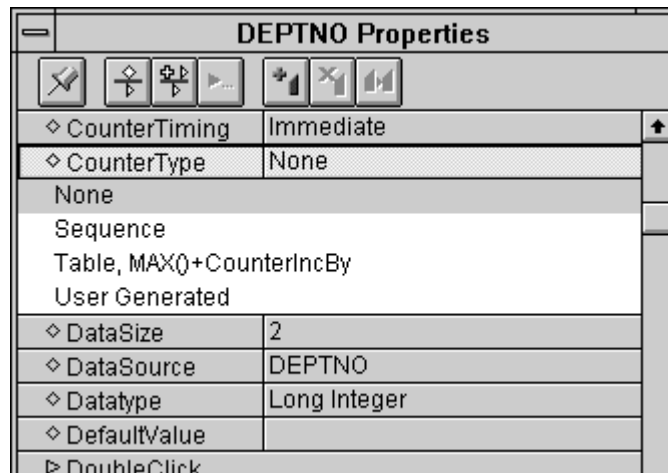 DEPTNO Properties
CounterTiming Immediate
CounterType None
None
Sequence
Table, MAX()+CounterIncBy
User Generated
DataSize 2
DataSource DEPTNO
Datatype Long Integer
DefaultValue
DoubleClick